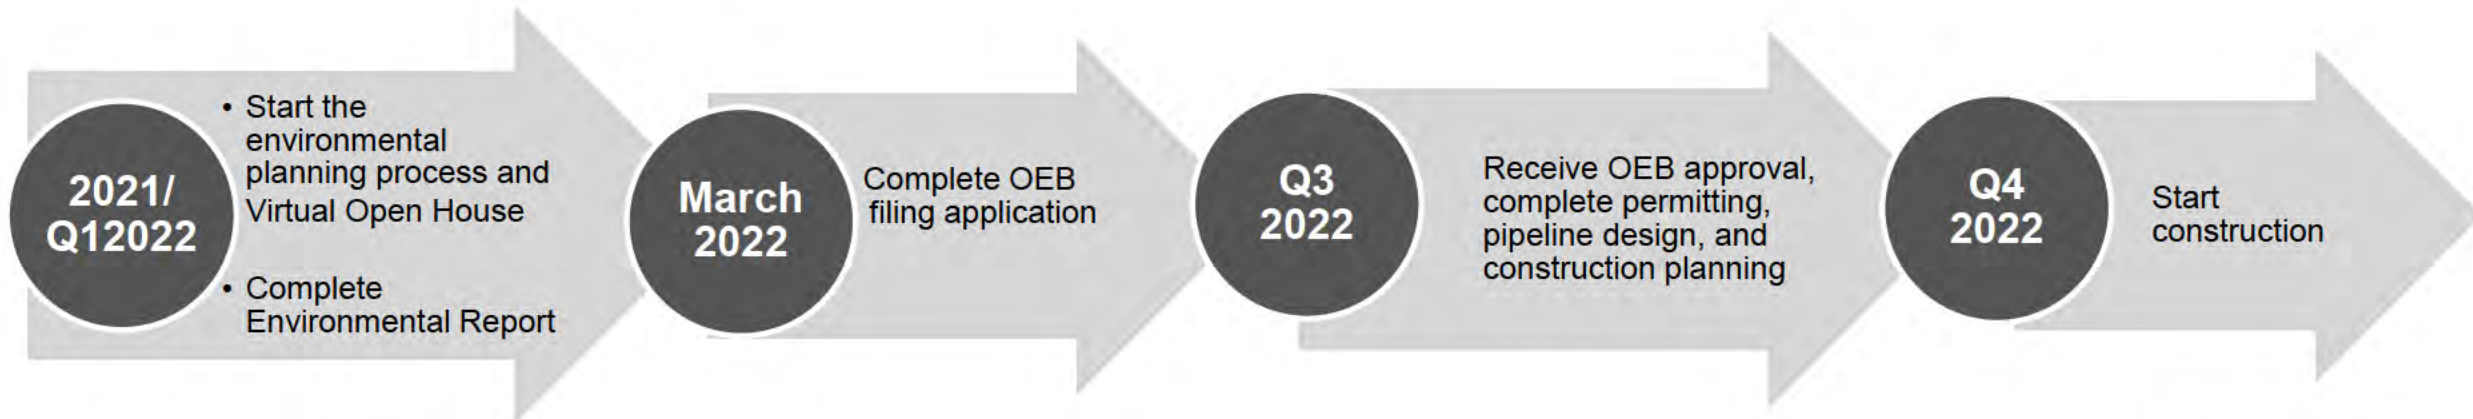 2021/
Q12022
• Start the
environmental
planning process and
Virtual Open House
• Complete
Environmental Report
March
2022
Complete OEB
filing application
Q3
2022
Receive OEB approval,
complete permitting,
pipeline design, and
construction planning
Q4
2022
Start
construction